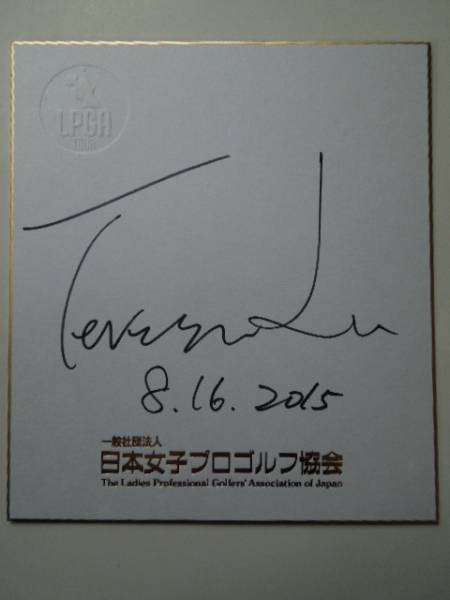 LPGA
TOUR
Teresa Lu
8.16.2015
一般社団法人
日本女子プロゴルフ協会
The Ladies Professional Golfers' Association of Japan